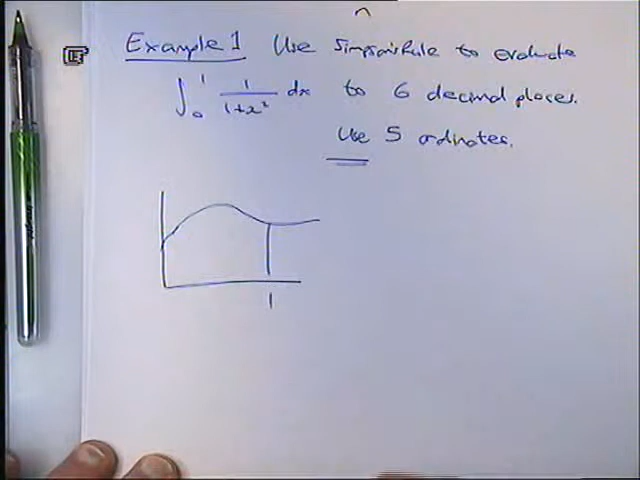 Example 1 Use Simpson's Rule to evaluate
∫₀¹ 1/(1+x²) dx to 6 decimal places.
Use 5 ordinates.
1